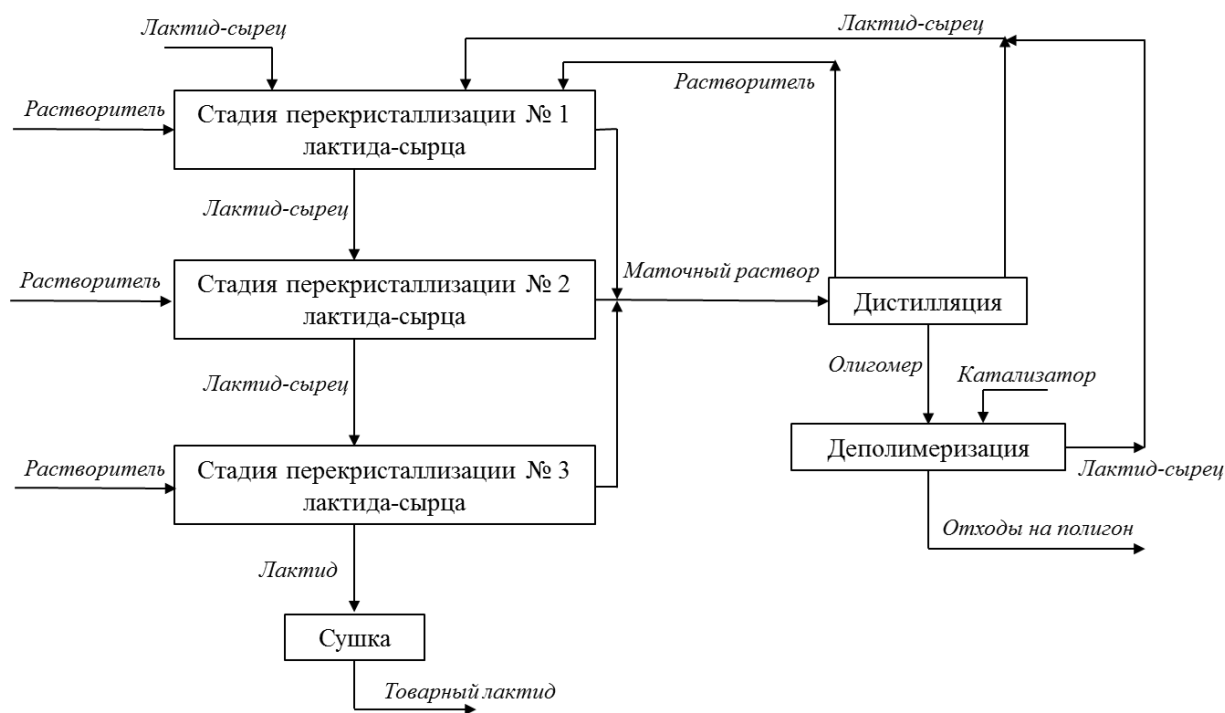 Лактид-сырец
Лактид-сырец
Растворитель
Растворитель
Стадия перекристаллизации № 1
лактида-сырца
Лактид-сырец
Растворитель
Стадия перекристаллизации № 2
лактида-сырца
Маточный раствор
Дистилляция
Олигомер
Катализатор
Лактид-сырец
Деполимеризация
Лактид-сырец
Растворитель
Стадия перекристаллизации № 3
лактида-сырца
Отходы на полигон
Лактид
Сушка
Товарный лактид